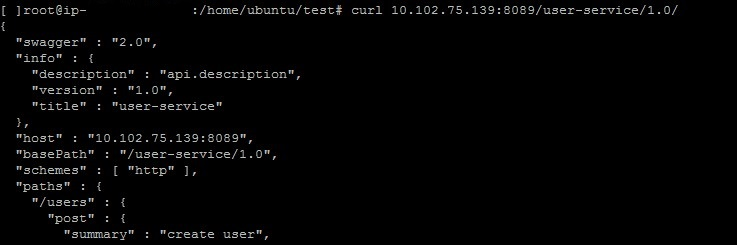 [ ]root@ip-               :/home/ubuntu/test# curl 10.102.75.139:8089/user-service/1.0/
{
  "swagger" : "2.0",
  "info" : {
    "description" : "api.description",
    "version" : "1.0",
    "title" : "user-service"
  },
  "host" : "10.102.75.139:8089",
  "basePath" : "/user-service/1.0",
  "schemes" : [ "http" ],
  "paths" : {
    "/users" : {
      "post" : {
        "summary" : "create user",